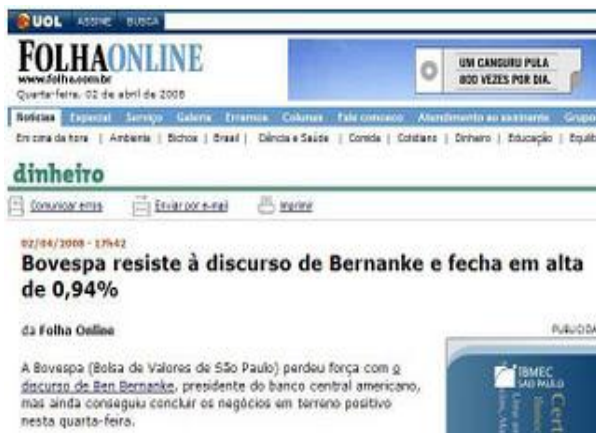 UOL ASSINE BUSCA
FOLHAONLINE
www.folha.com.br
Quarta-feira, 02 de abril de 2008
UM CANGURU PULA
800 VEZES POR DIA.
Notícias Especial Serviço Galeria Erramos Colunas Fale conosco Atendimento ao assinante Grupo
Em cima da hora | Ambiente | Bichos | Brasil | Ciência e Saúde | Comida | Cotidiano | Dinheiro | Educação | Equilí
dinheiro
Comunicar erros Enviar por e-mail Imprimir
02/04/2008 - 17h42
Bovespa resiste à discurso de Bernanke e fecha em alta
de 0,94%
da Folha Online
PUBLICIDA
A Bovespa (Bolsa de Valores de São Paulo) perdeu força com o
discurso de Ben Bernanke, presidente do banco central americano,
mas ainda conseguiu concluir os negócios em terreno positivo
nesta quarta-feira.
IBMEC
SÃO PAULO
Cert